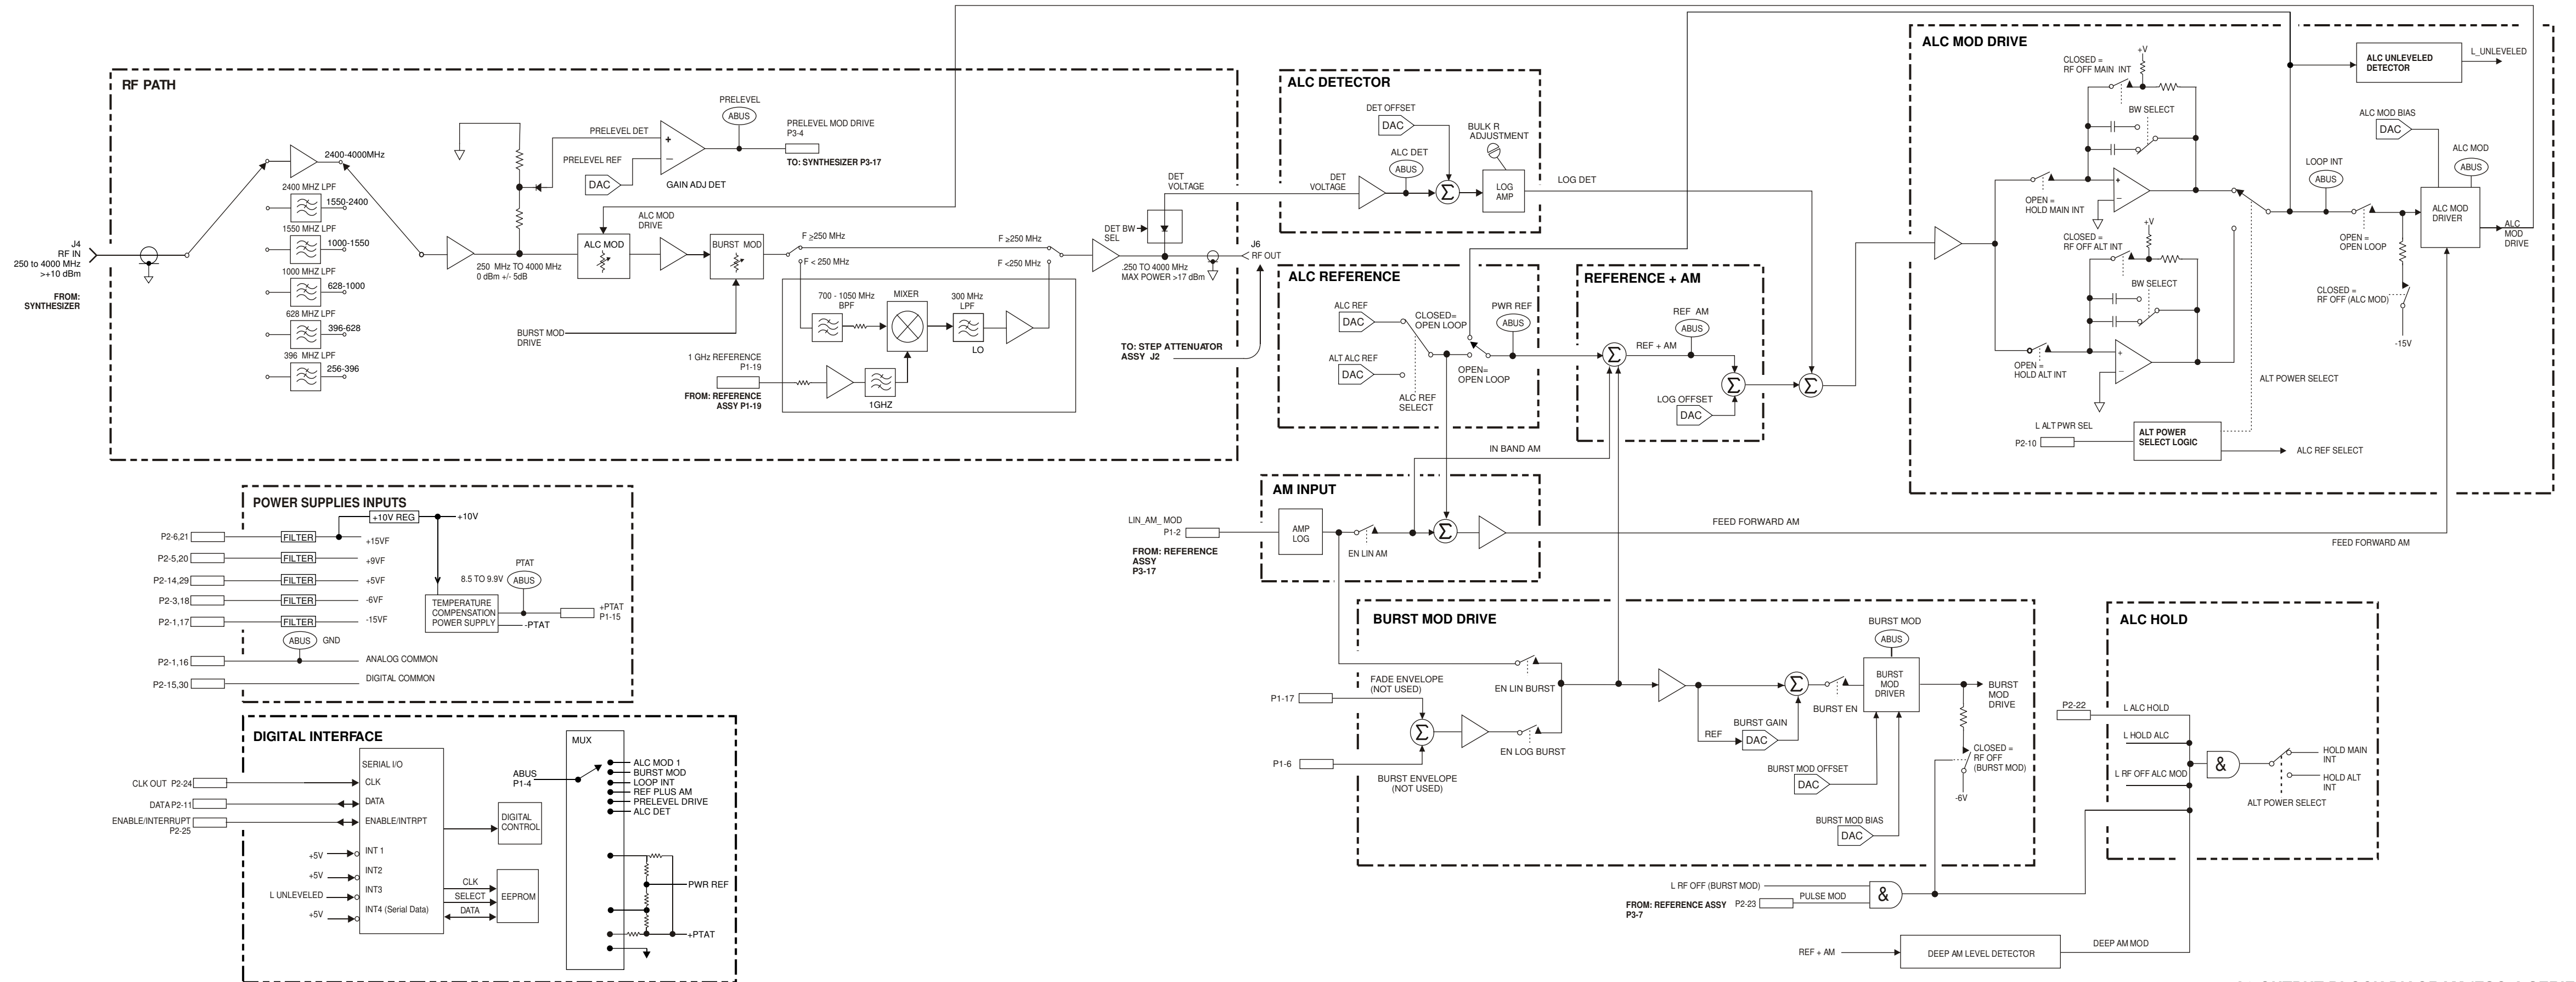 RF PATH
J4
RF IN
250 to 4000 MHz
>+10 dBm
FROM:
SYNTHESIZER
2400-4000MHz
2400 MHZ LPF
1550-2400
1550 MHZ LPF
1000-1550
1000 MHZ LPF
628-1000
628 MHZ LPF
396-628
396 MHZ LPF
256-396
250 MHz TO 4000 MHz
0 dBm +/- 5dB
PRELEVEL DET
PRELEVEL REF
DAC
+
–
GAIN ADJ DET
PRELEVEL
ABUS
PRELEVEL MOD DRIVE
P3-4
TO: SYNTHESIZER P3-17
ALC MOD
ALC MOD
DRIVE
BURST MOD
BURST MOD
DRIVE
F ≥250 MHz
F < 250 MHz
F ≥250 MHz
F <250 MHz
700 - 1050 MHz
BPF
MIXER
300 MHz
LPF
LO
1GHZ
1 GHz REFERENCE
P1-19
FROM: REFERENCE
ASSY P1-19
DET
VOLTAGE
DET BW
SEL
.250 TO 4000 MHz
MAX POWER >17 dBm
J6
RF OUT
TO: STEP ATTENUATOR
ASSY J2
ALC DETECTOR
DET OFFSET
DAC
DET
VOLTAGE
ALC DET
ABUS
Σ
BULK R
ADJUSTMENT
LOG
AMP
LOG DET
ALC REFERENCE
ALC REF
DAC
ALT ALC REF
DAC
CLOSED=
OPEN LOOP
ALC REF
SELECT
OPEN=
OPEN LOOP
PWR REF
ABUS
REFERENCE + AM
REF AM
ABUS
Σ
REF + AM
Σ
LOG OFFSET
DAC
Σ
IN BAND AM
AM INPUT
LIN_AM_ MOD
P1-2
FROM: REFERENCE
ASSY
P3-17
AMP
LOG
EN LIN AM
Σ
FEED FORWARD AM
FEED FORWARD AM
ALC MOD DRIVE
CLOSED =
RF OFF MAIN INT
+V
BW SELECT
OPEN =
HOLD MAIN INT
+
–
CLOSED =
RF OFF ALT INT
+V
BW SELECT
OPEN =
HOLD ALT INT
+
–
ALT POWER SELECT
L ALT PWR SEL
P2-10
ALT POWER
SELECT LOGIC
ALC REF SELECT
ALC UNLEVELED
DETECTOR
L_UNLEVELED
ALC MOD BIAS
DAC
ALC MOD
ABUS
LOOP INT
ABUS
OPEN =
OPEN LOOP
ALC MOD
DRIVER
ALC
MOD
DRIVE
CLOSED =
RF OFF (ALC MOD)
-15V
POWER SUPPLIES INPUTS
+10V REG
+10V
P2-6,21
FILTER
+15VF
P2-5,20
FILTER
+9VF
P2-14,29
FILTER
+5VF
P2-3,18
FILTER
-6VF
P2-1,17
FILTER
-15VF
ABUS
GND
P2-1,16
ANALOG COMMON
P2-15,30
DIGITAL COMMON
8.5 TO 9.9V
PTAT
ABUS
TEMPERATURE
COMPENSATION
POWER SUPPLY
+PTAT
P1-15
-PTAT
DIGITAL INTERFACE
SERIAL I/O
CLK OUT P2-24
CLK
DATA P2-11
DATA
ENABLE/INTERRUPT
P2-25
ENABLE/INTRPT
+5V
INT 1
+5V
INT2
L UNLEVELED
INT3
+5V
INT4 (Serial Data)
DIGITAL
CONTROL
CLK
SELECT
DATA
EEPROM
MUX
ABUS
P1-4
ALC MOD 1
BURST MOD
LOOP INT
REF PLUS AM
PRELEVEL DRIVE
ALC DET
PWR REF
+PTAT
BURST MOD DRIVE
P1-17
FADE ENVELOPE
(NOT USED)
P1-6
BURST ENVELOPE
(NOT USED)
Σ
EN LIN BURST
EN LOG BURST
REF
BURST GAIN
DAC
Σ
BURST EN
BURST MOD
ABUS
BURST
MOD
DRIVER
BURST MOD OFFSET
DAC
BURST MOD BIAS
DAC
BURST
MOD
DRIVE
CLOSED =
RF OFF
(BURST MOD)
-6V
L RF OFF (BURST MOD)
FROM: REFERENCE ASSY
P3-7
P2-23
PULSE MOD
&
REF + AM
DEEP AM LEVEL DETECTOR
DEEP AM MOD
ALC HOLD
P2-22
L ALC HOLD
L HOLD ALC
L RF OFF ALC MOD
&
HOLD MAIN
INT
HOLD ALT
INT
ALT POWER SELECT